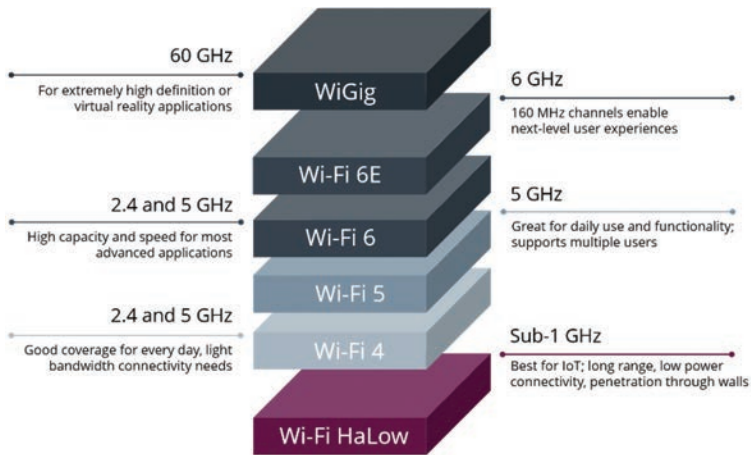 60 GHz
For extremely high definition or
virtual reality applications
WiGig
6 GHz
160 MHz channels enable
next-level user experiences
Wi-Fi 6E
2.4 and 5 GHz
High capacity and speed for most
advanced applications
Wi-Fi 6
5 GHz
Great for daily use and functionality;
supports multiple users
Wi-Fi 5
2.4 and 5 GHz
Good coverage for every day, light
bandwidth connectivity needs
Wi-Fi 4
Sub-1 GHz
Best for IoT; long range, low power
connectivity, penetration through walls
Wi-Fi HaLow